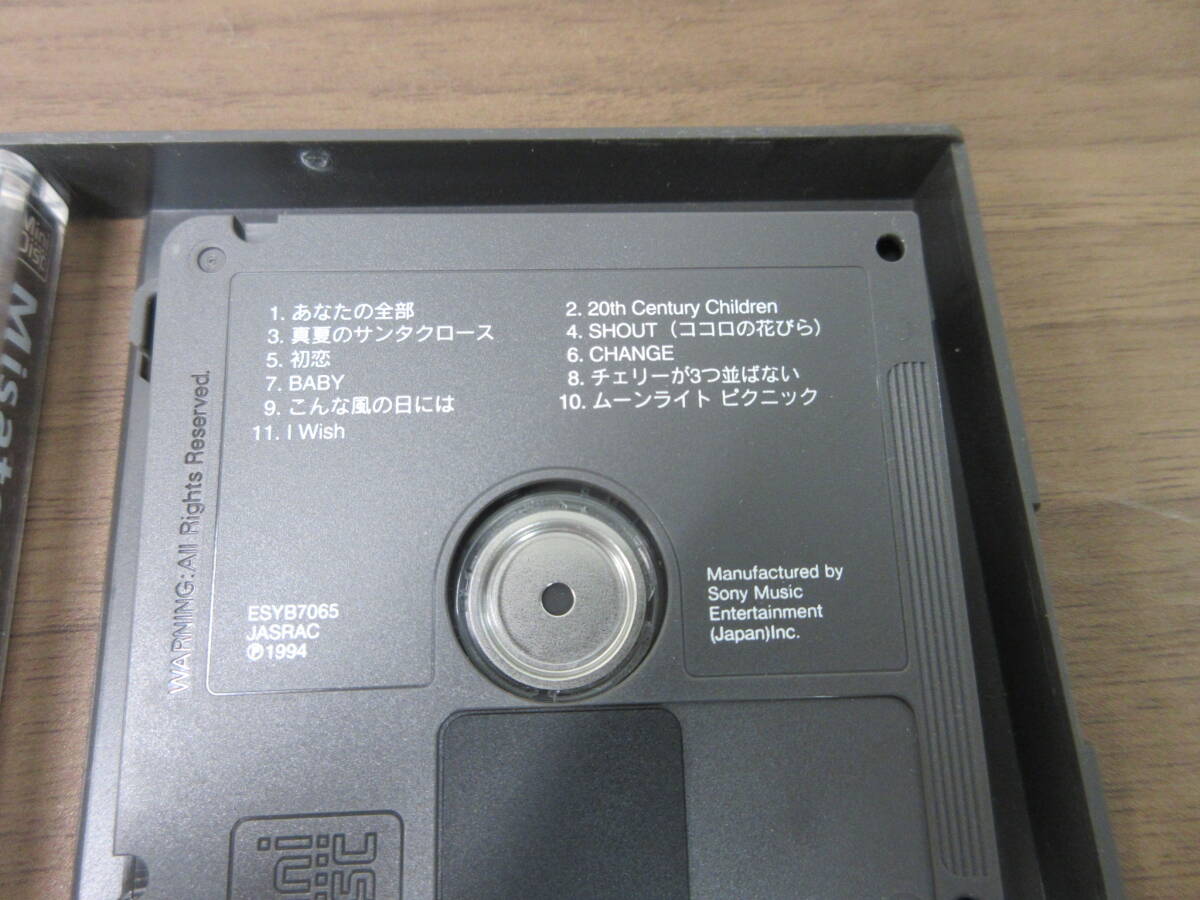 1. あなたの全部
2. 20th Century Children
3. 真夏のサンタクロース
4. SHOUT (ココロの花びら)
5. 初恋
6. CHANGE
7. BABY
8. チェリーが3つ並ばない
9. こんな風の日には
10. ムーンライト ピクニック
11. I Wish
WARNING: All Rights Reserved.
ESYB7065
JASRAC
Ⓟ1994
Manufactured by
Sony Music
Entertainment
(Japan)Inc.
Mini
Disc
Misato